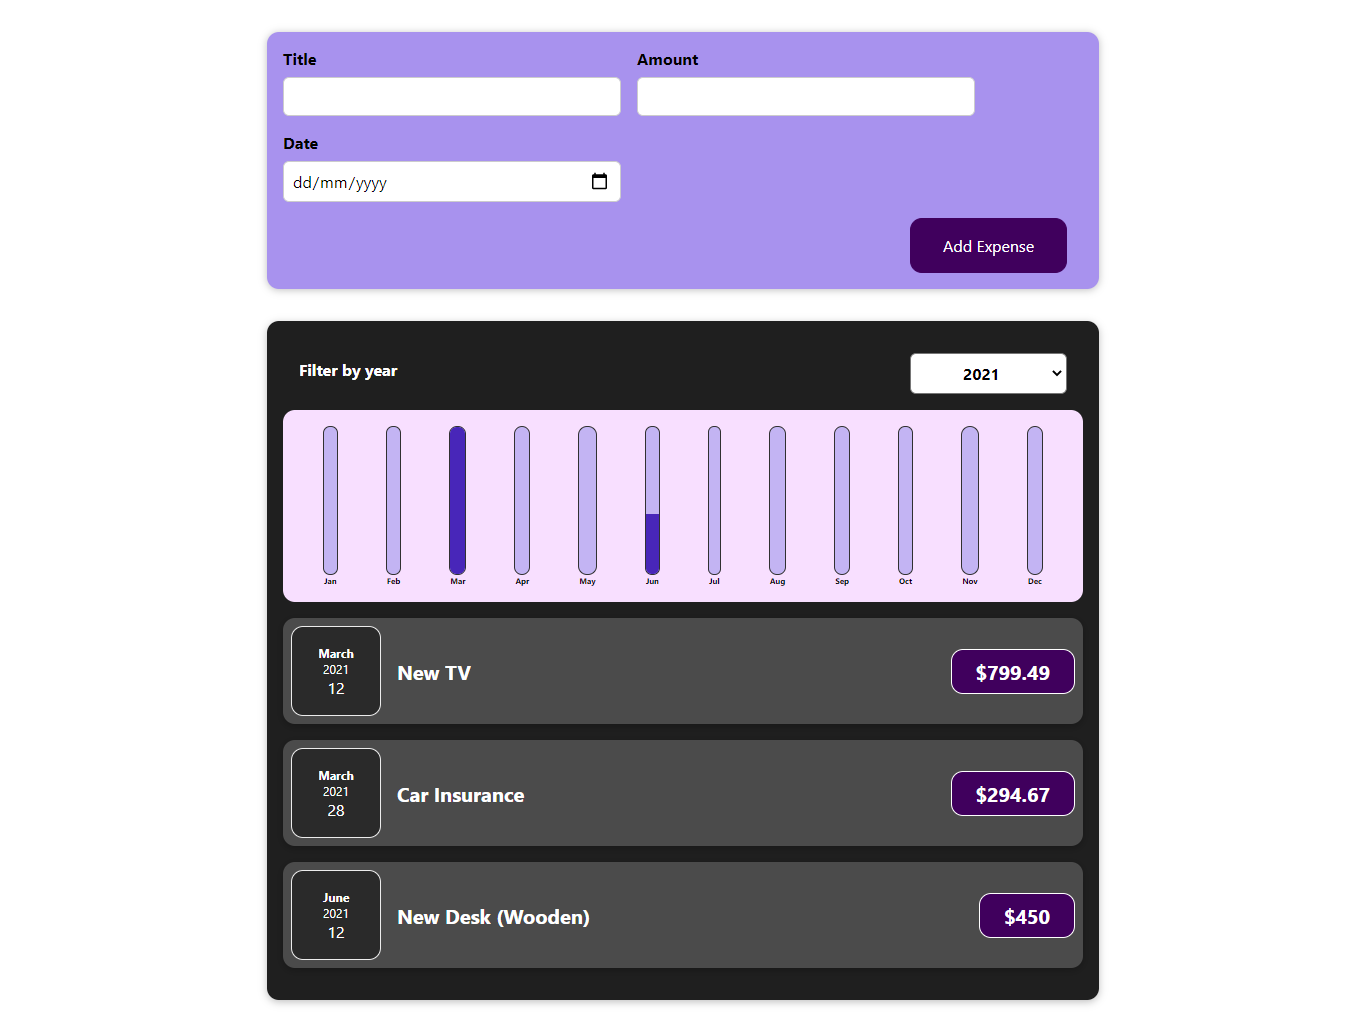 Title Amount
Date
dd/mm/yyyy
Add Expense
Filter by year 2021
Jan Feb Mar Apr May Jun Jul Aug Sep Oct Nov Dec
March
2021
12
New TV
$799.49
March
2021
28
Car Insurance
$294.67
June
2021
12
New Desk (Wooden)
$450